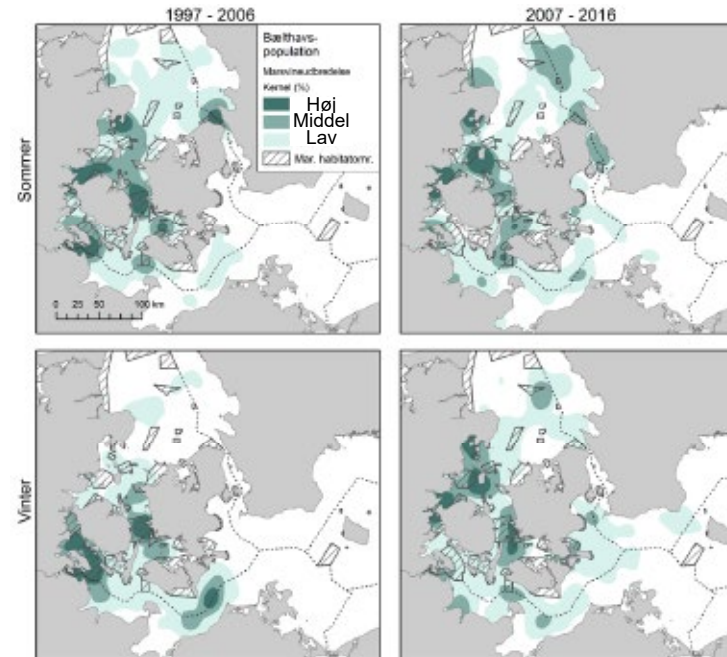 1997 - 2006
2007 - 2016
Bælthavs-
population
Marsvineudbredelse
Kernel (%)
Høj
Middel
Lav
Mar. habitatomr.
Sommer
0 25 50 100 km
Vinter